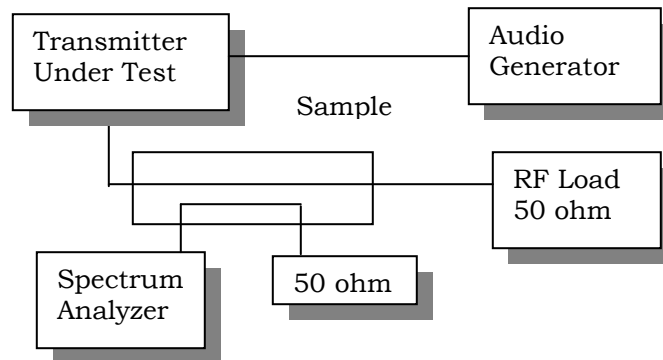 Transmitter
Under Test
Audio
Generator
Sample
RF Load
50 ohm
Spectrum
Analyzer
50 ohm